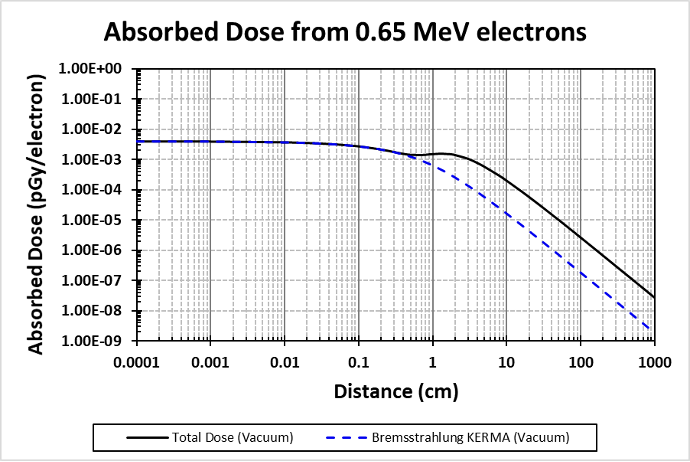 Absorbed Dose from 0.65 MeV electrons
Absorbed Dose (pGy/electron)
1.00E+00
1.00E-01
1.00E-02
1.00E-03
1.00E-04
1.00E-05
1.00E-06
1.00E-07
1.00E-08
1.00E-09
0.0001 0.001 0.01 0.1 1 10 100 1000
Distance (cm)
Total Dose (Vacuum) Bremsstrahlung KERMA (Vacuum)